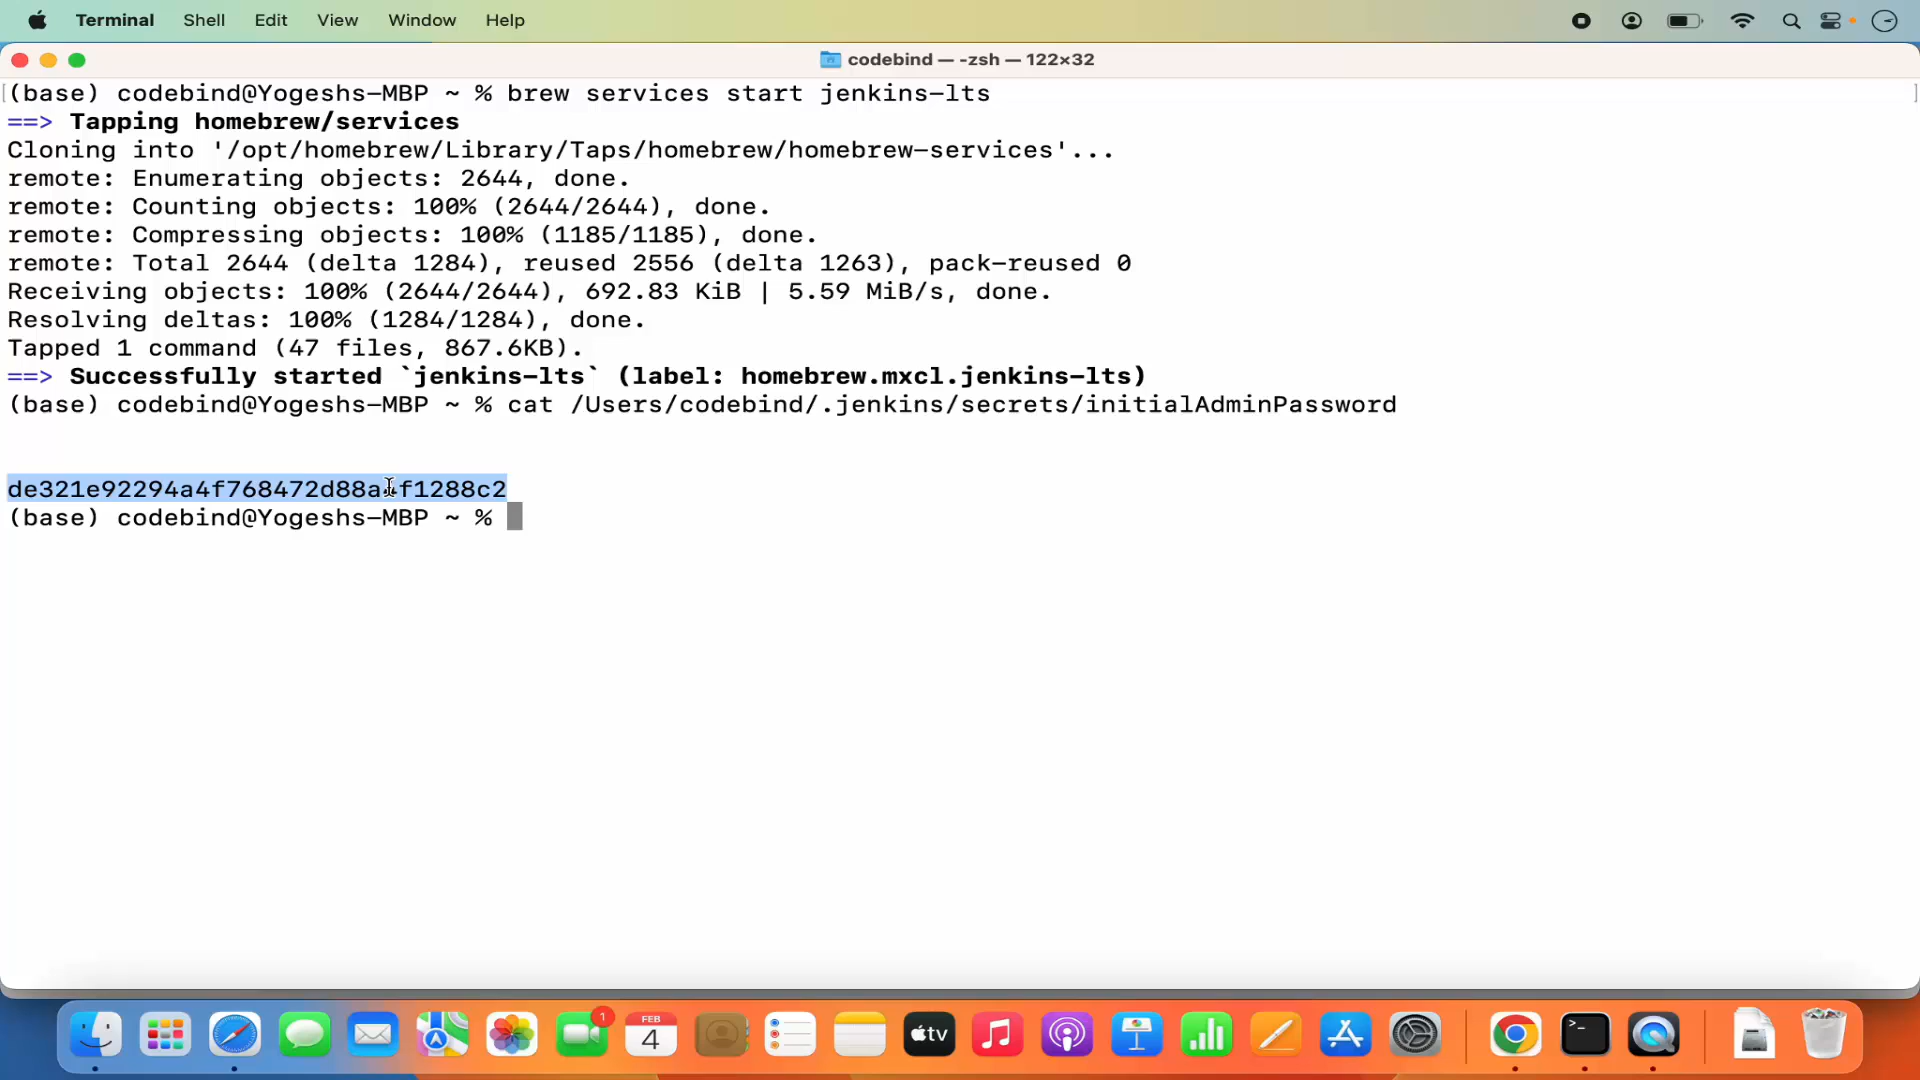 Terminal Shell Edit View Window Help
codebind — -zsh — 122×32
(base) codebind@Yogeshs-MBP ~ % brew services start jenkins-lts
==> Tapping homebrew/services
Cloning into '/opt/homebrew/Library/Taps/homebrew/homebrew-services'...
remote: Enumerating objects: 2644, done.
remote: Counting objects: 100% (2644/2644), done.
remote: Compressing objects: 100% (1185/1185), done.
remote: Total 2644 (delta 1284), reused 2556 (delta 1263), pack-reused 0
Receiving objects: 100% (2644/2644), 692.83 KiB | 5.59 MiB/s, done.
Resolving deltas: 100% (1284/1284), done.
Tapped 1 command (47 files, 867.6KB).
==> Successfully started `jenkins-lts` (label: homebrew.mxcl.jenkins-lts)
(base) codebind@Yogeshs-MBP ~ % cat /Users/codebind/.jenkins/secrets/initialAdminPassword
de321e92294a4f768472d88a4f1288c2
(base) codebind@Yogeshs-MBP ~ %
1
FEB
4
tv
>_